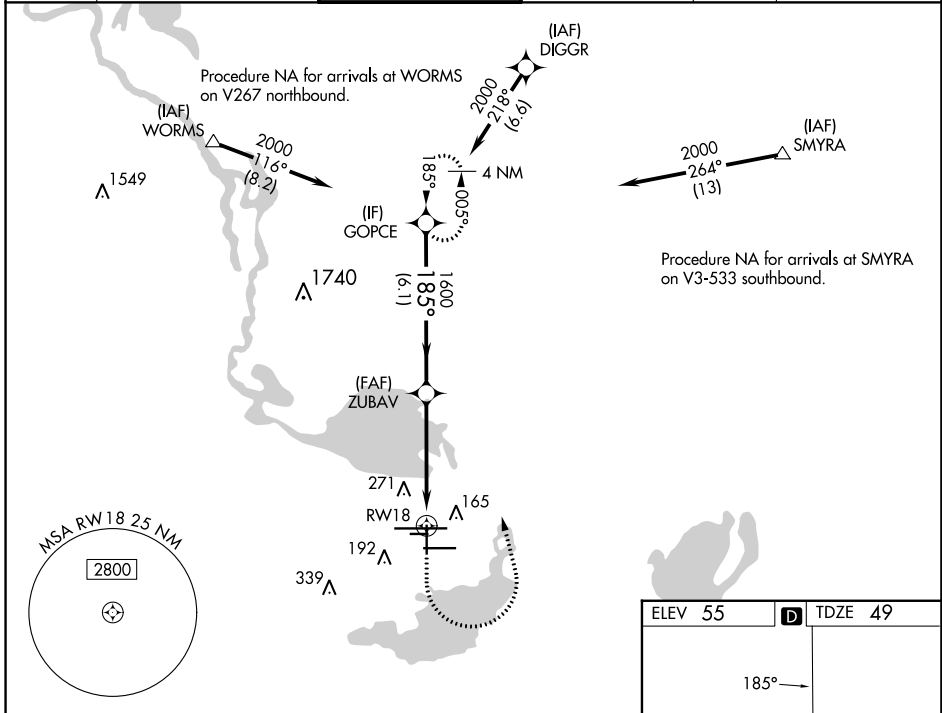 (IAF)
DIGGR
Procedure NA for arrivals at WORMS
on V267 northbound.
2000
218°
(6.6)
(IAF)
WORMS
2000
116°
(8.2)
(IAF)
SMYRA
2000
264°
(13)
1549
185°
4 NM
005°
(IF)
GOPCE
Procedure NA for arrivals at SMYRA
on V3-533 southbound.
1740
1600
185°
(6.1)
(FAF)
ZUBAV
271
165
RW18
192
339
MSA RW18 25 NM
2800
ELEV 55 D TDZE 49
185°